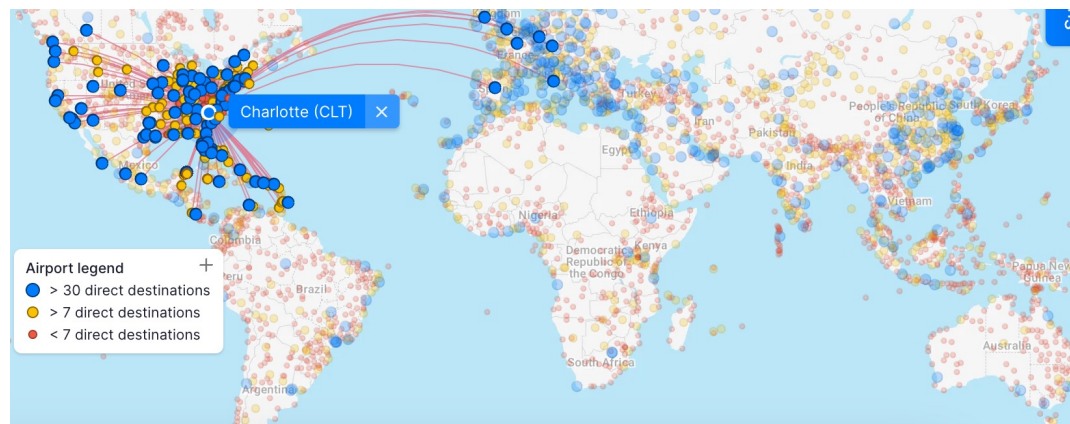 Kingdom
France
United
Charlotte (CLT)
Turkey
People's Republic
of China
South Korea
Iran
Pakistan
Egypt
India
Mexico
Vietnam
Nigeria
Ethiopia
Colombia
Kenya
Democratic
Republic of
the Congo
Papua New
Guinea
Airport legend
Peru
Brazil
> 30 direct destinations
> 7 direct destinations
< 7 direct destinations
Australia
South Africa
Argentina